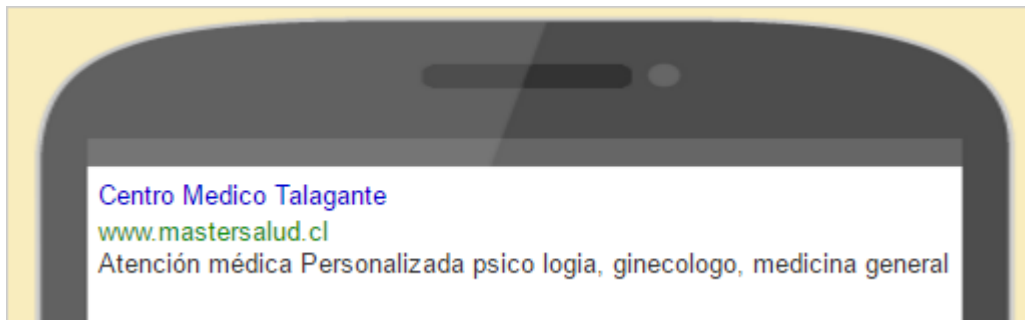 Centro Medico Talagante
www.mastersalud.cl
Atención médica Personalizada psico logia, ginecologo, medicina general